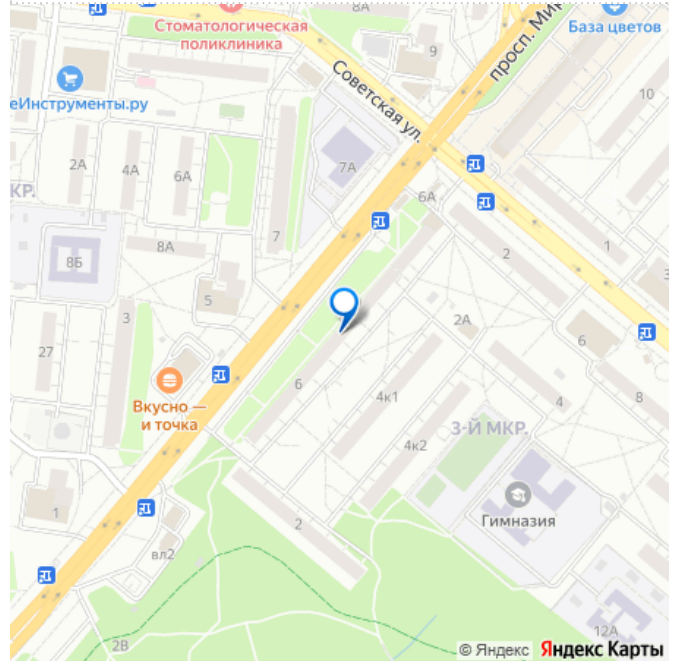 8А
Стоматологическая
поликлиника
9
просп. Мир
База цветов
еИнструменты.ру
Советская ул.
10
2А
4А
6А
7А
КР.
6А
7
8А
2
1
8Б
5
3
2А
6
27
6
4к1
4
8
Вкусно —
и точка
3-Й МКР.
4к2
1
2
Гимназия
вл2
2В
12А
© Яндекс Яндекс Карты